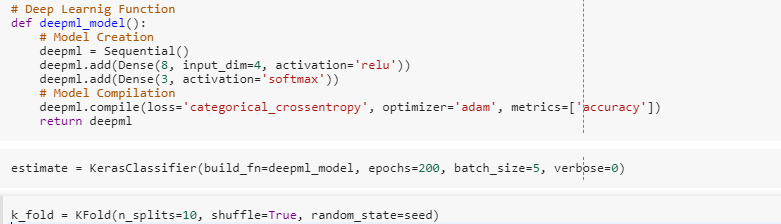 # Deep Learnig Function
def deepml_model():
    # Model Creation
    deepml = Sequential()
    deepml.add(Dense(8, input_dim=4, activation='relu'))
    deepml.add(Dense(3, activation='softmax'))
    # Model Compilation
    deepml.compile(loss='categorical_crossentropy', optimizer='adam', metrics=['accuracy'])
    return deepml
estimate = KerasClassifier(build_fn=deepml_model, epochs=200, batch_size=5, verbose=0)
k_fold = KFold(n_splits=10, shuffle=True, random_state=seed)